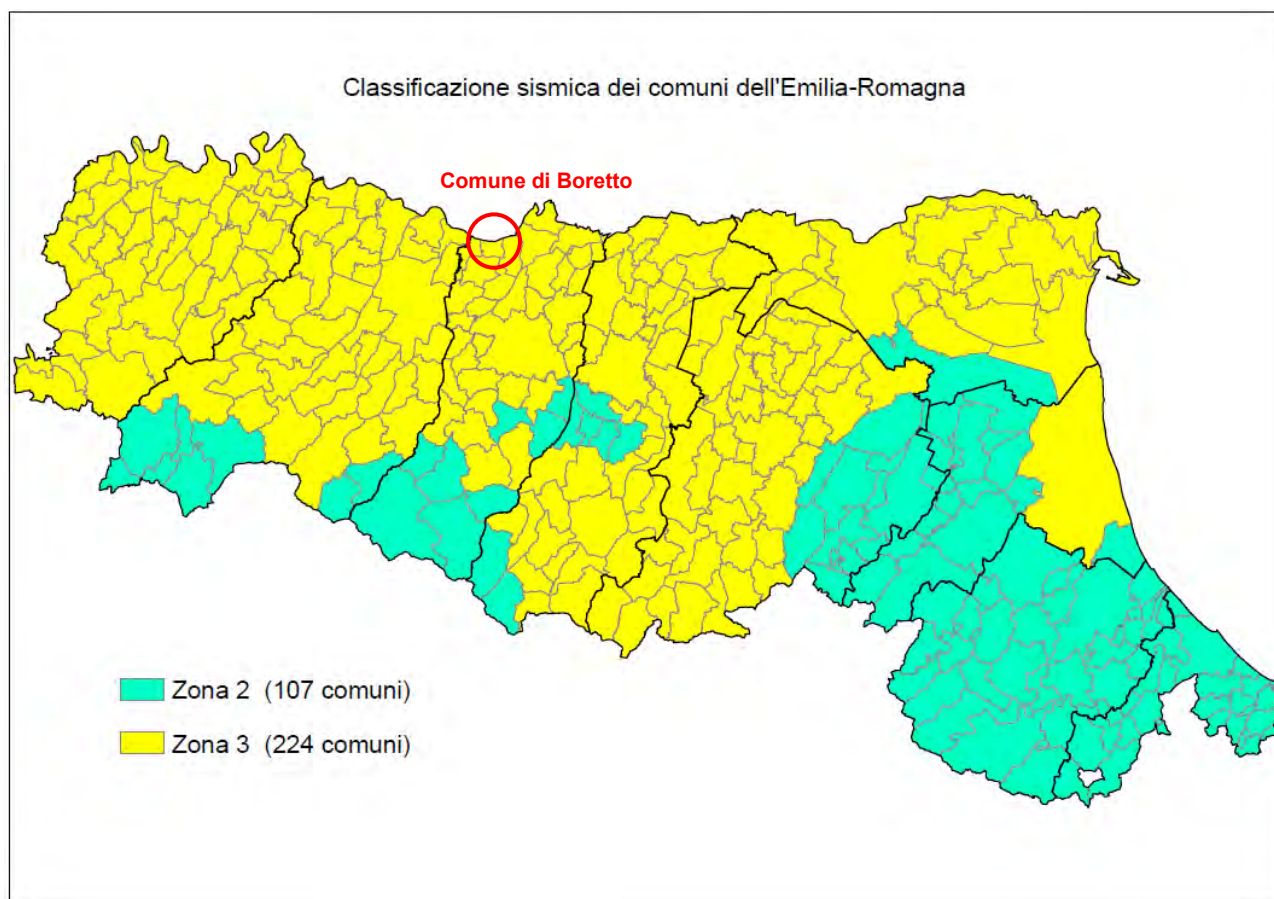 Classificazione sismica dei comuni dell'Emilia-Romagna
Comune di Boretto
Zona 2 (107 comuni)
Zona 3 (224 comuni)